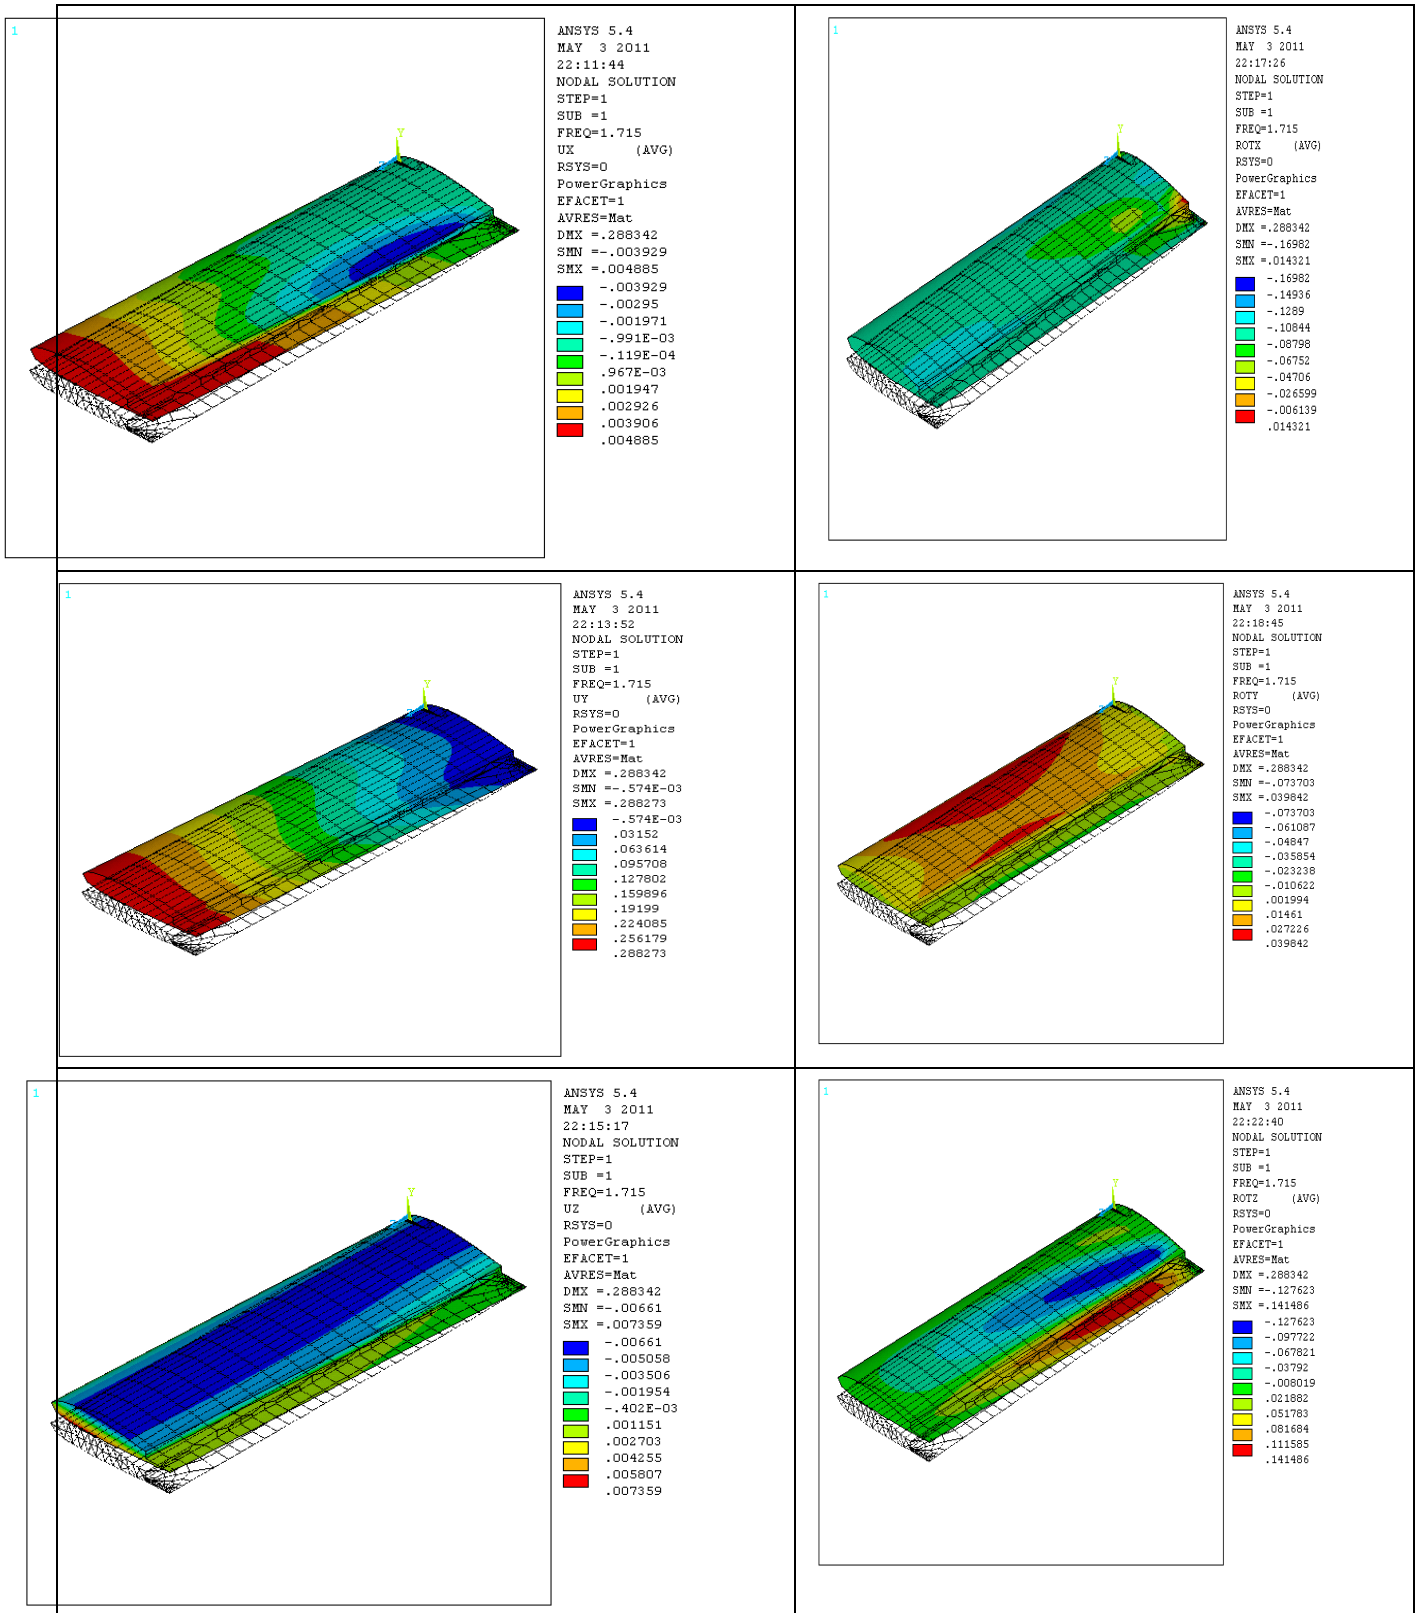 1
ANSYS 5.4
MAY 3 2011
22:11:44
NODAL SOLUTION
STEP=1
SUB =1
FREQ=1.715
UX (AVG)
RSYS=0
PowerGraphics
EFACET=1
AVRES=Mat
DMX =.288342
SMN =-.003929
SMX =.004885
-.003929
-.00295
-.001971
-.991E-03
-.119E-04
.967E-03
.001947
.002926
.003906
.004885
Y
1
ANSYS 5.4
MAY 3 2011
22:17:26
NODAL SOLUTION
STEP=1
SUB =1
FREQ=1.715
ROTX (AVG)
RSYS=0
PowerGraphics
EFACET=1
AVRES=Mat
DMX =.288342
SMN =-.16982
SMX =.014321
-.16982
-.14936
-.1289
-.10844
-.08798
-.06752
-.04706
-.026599
-.006139
.014321
Y
1
ANSYS 5.4
MAY 3 2011
22:13:52
NODAL SOLUTION
STEP=1
SUB =1
FREQ=1.715
UY (AVG)
RSYS=0
PowerGraphics
EFACET=1
AVRES=Mat
DMX =.288342
SMN =-.574E-03
SMX =.288273
-.574E-03
.03152
.063614
.095708
.127802
.159896
.19199
.224085
.256179
.288273
Y
1
ANSYS 5.4
MAY 3 2011
22:18:45
NODAL SOLUTION
STEP=1
SUB =1
FREQ=1.715
ROTY (AVG)
RSYS=0
PowerGraphics
EFACET=1
AVRES=Mat
DMX =.288342
SMN =-.073703
SMX =.039842
-.073703
-.061087
-.04847
-.035854
-.023238
-.010622
.001994
.01461
.027226
.039842
Y
1
ANSYS 5.4
MAY 3 2011
22:15:17
NODAL SOLUTION
STEP=1
SUB =1
FREQ=1.715
UZ (AVG)
RSYS=0
PowerGraphics
EFACET=1
AVRES=Mat
DMX =.288342
SMN =-.00661
SMX =.007359
-.00661
-.005058
-.003506
-.001954
-.402E-03
.001151
.002703
.004255
.005807
.007359
Y
1
ANSYS 5.4
MAY 3 2011
22:22:40
NODAL SOLUTION
STEP=1
SUB =1
FREQ=1.715
ROTZ (AVG)
RSYS=0
PowerGraphics
EFACET=1
AVRES=Mat
DMX =.288342
SMN =-.127623
SMX =.141486
-.127623
-.097722
-.067821
-.03792
-.008019
.021882
.051783
.081684
.111585
.141486
Y